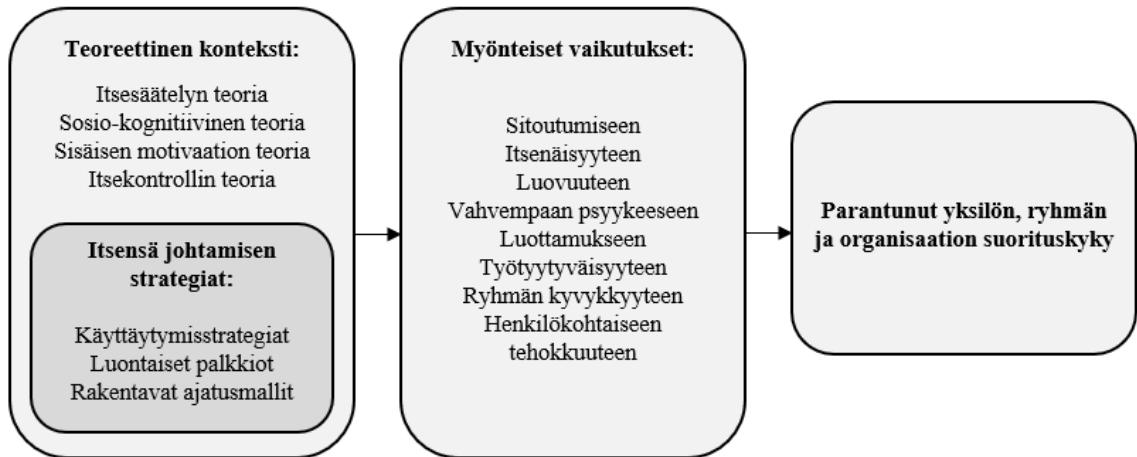 Teoreettinen konteksti:
Itsesäätelyn teoria
Sosio-kognitiivinen teoria
Sisäisen motivaation teoria
Itsekontrollin teoria
Itsensä johtamisen
strategiat:
Käyttäytymisstrategiat
Luontaiset palkkiot
Rakentavat ajatusmallit
Myönteiset vaikutukset:
Sitoutumiseen
Itsenäisyyteen
Luovuuteen
Vahvempaan psyykeeseen
Luottamukseen
Työtyytyväisyyteen
Ryhmän kyvykkyyteen
Henkilökohtaiseen
tehokkuuteen
Parantunut yksilön, ryhmän
ja organisaation suorituskyky